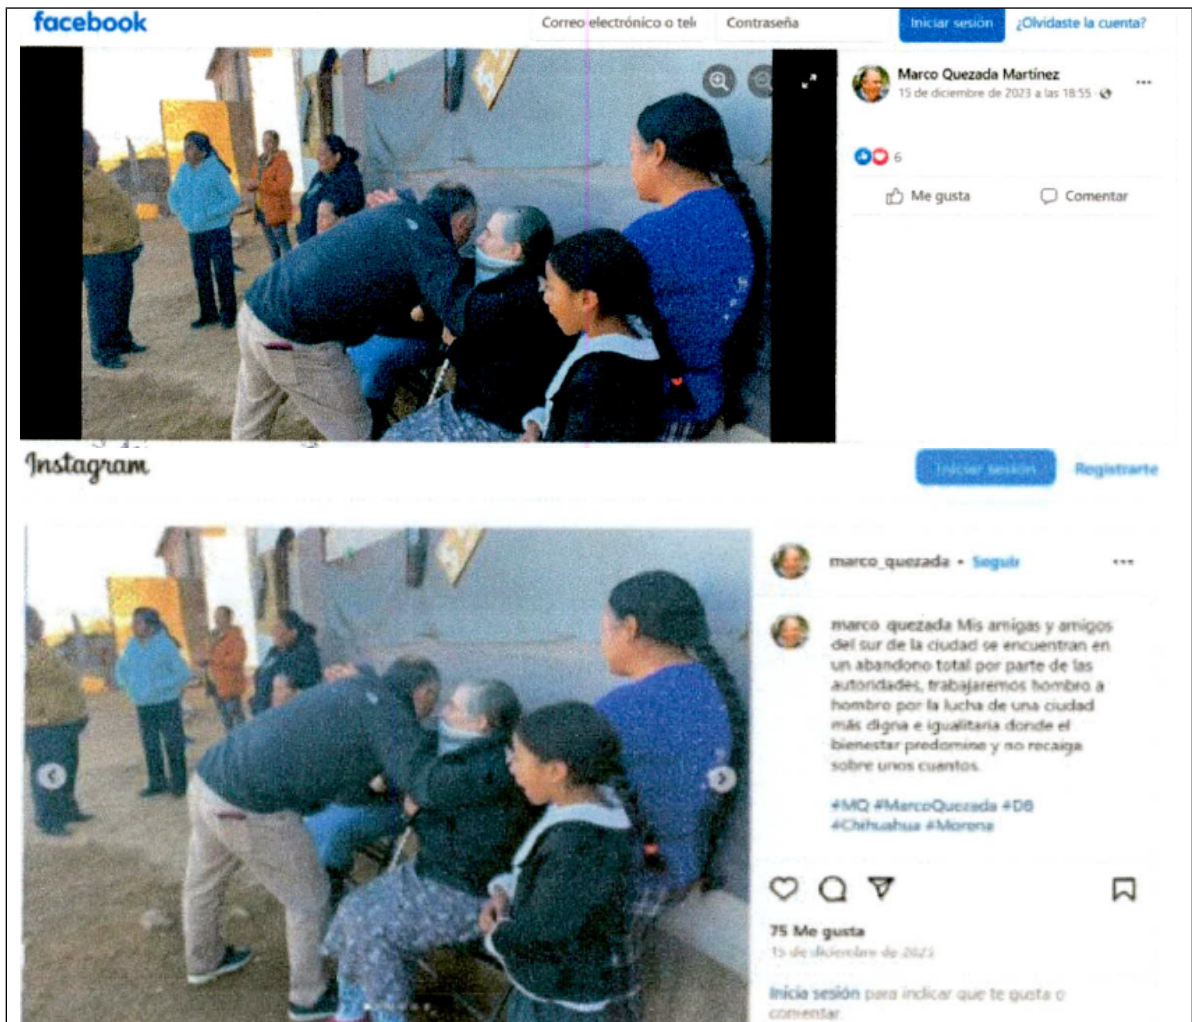 facebook
Correo electrónico o tel
Contraseña
Iniciar sesión
¿Olvidaste la cuenta?
Marco Quezada Martínez
15 de diciembre de 2023 a las 18:55 ·
6
Me gusta
Comentar
Instagram
Iniciar sesión
Registrarte
marco_quezada • Seguir
marco_quezada Mis amigas y amigos
del sur de la ciudad se encuentran en
un abandono total por parte de las
autoridades, trabajaremos hombro a
hombro por la lucha de una ciudad
más digna e igualitaria donde el
bienestar predomine y no recaiga
sobre unos cuantos.
#MQ #MarcoQuezada #D8
#Chihuahua #Morena
75 Me gusta
15 de diciembre de 2023
Inicia sesión para indicar que te gusta o
comentar.